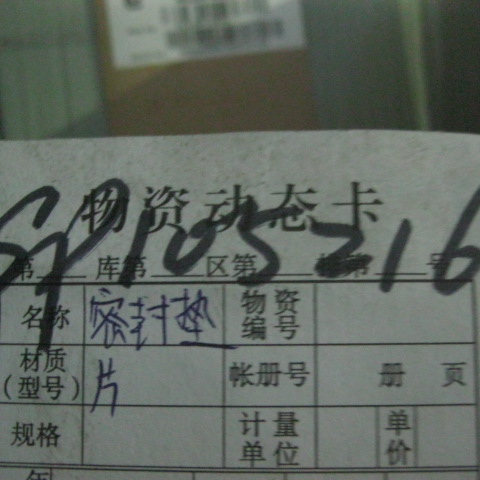 物资动态卡
SP105216
第 库第 区第 第 号
名称 密封垫 物资编号
材质(型号) 片 帐册号 册 页
规格 计量单位 单价
年